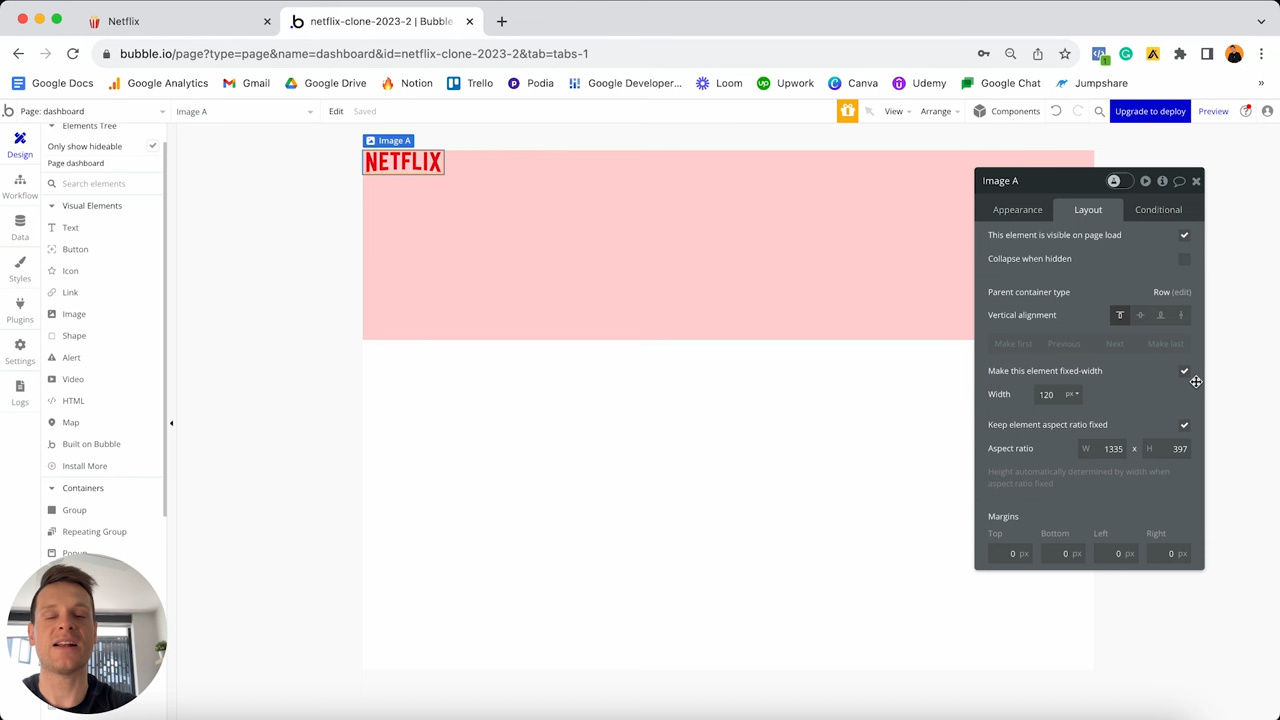 Netflix
netflix-clone-2023-2 | Bubble
bubble.io/page?type=page&name=dashboard&id=netflix-clone-2023-2&tab=tabs-1
Google Docs
Google Analytics
Gmail
Google Drive
Notion
Trello
Podia
Google Developer...
Loom
Upwork
Canva
Udemy
Google Chat
Jumpshare
Page: dashboard
Image A
Edit
Saved
View
Arrange
Components
Upgrade to deploy
Preview
Design
Workflow
Data
Styles
Plugins
Settings
Logs
Elements Tree
Only show hideable
Page dashboard
Search elements
Visual Elements
Text
Button
Icon
Link
Image
Shape
Alert
Video
HTML
Map
Built on Bubble
Install More
Containers
Group
Repeating Group
Popup
Image A
NETFLIX
Image A
Appearance
Layout
Conditional
This element is visible on page load
Collapse when hidden
Parent container type
Row (edit)
Vertical alignment
Make first
Previous
Next
Make last
Make this element fixed-width
Width
120 px
Keep element aspect ratio fixed
Aspect ratio
W 1335 x H 397
Height automatically determined by width when
aspect ratio fixed
Margins
Top Bottom Left Right
0 px 0 px 0 px 0 px